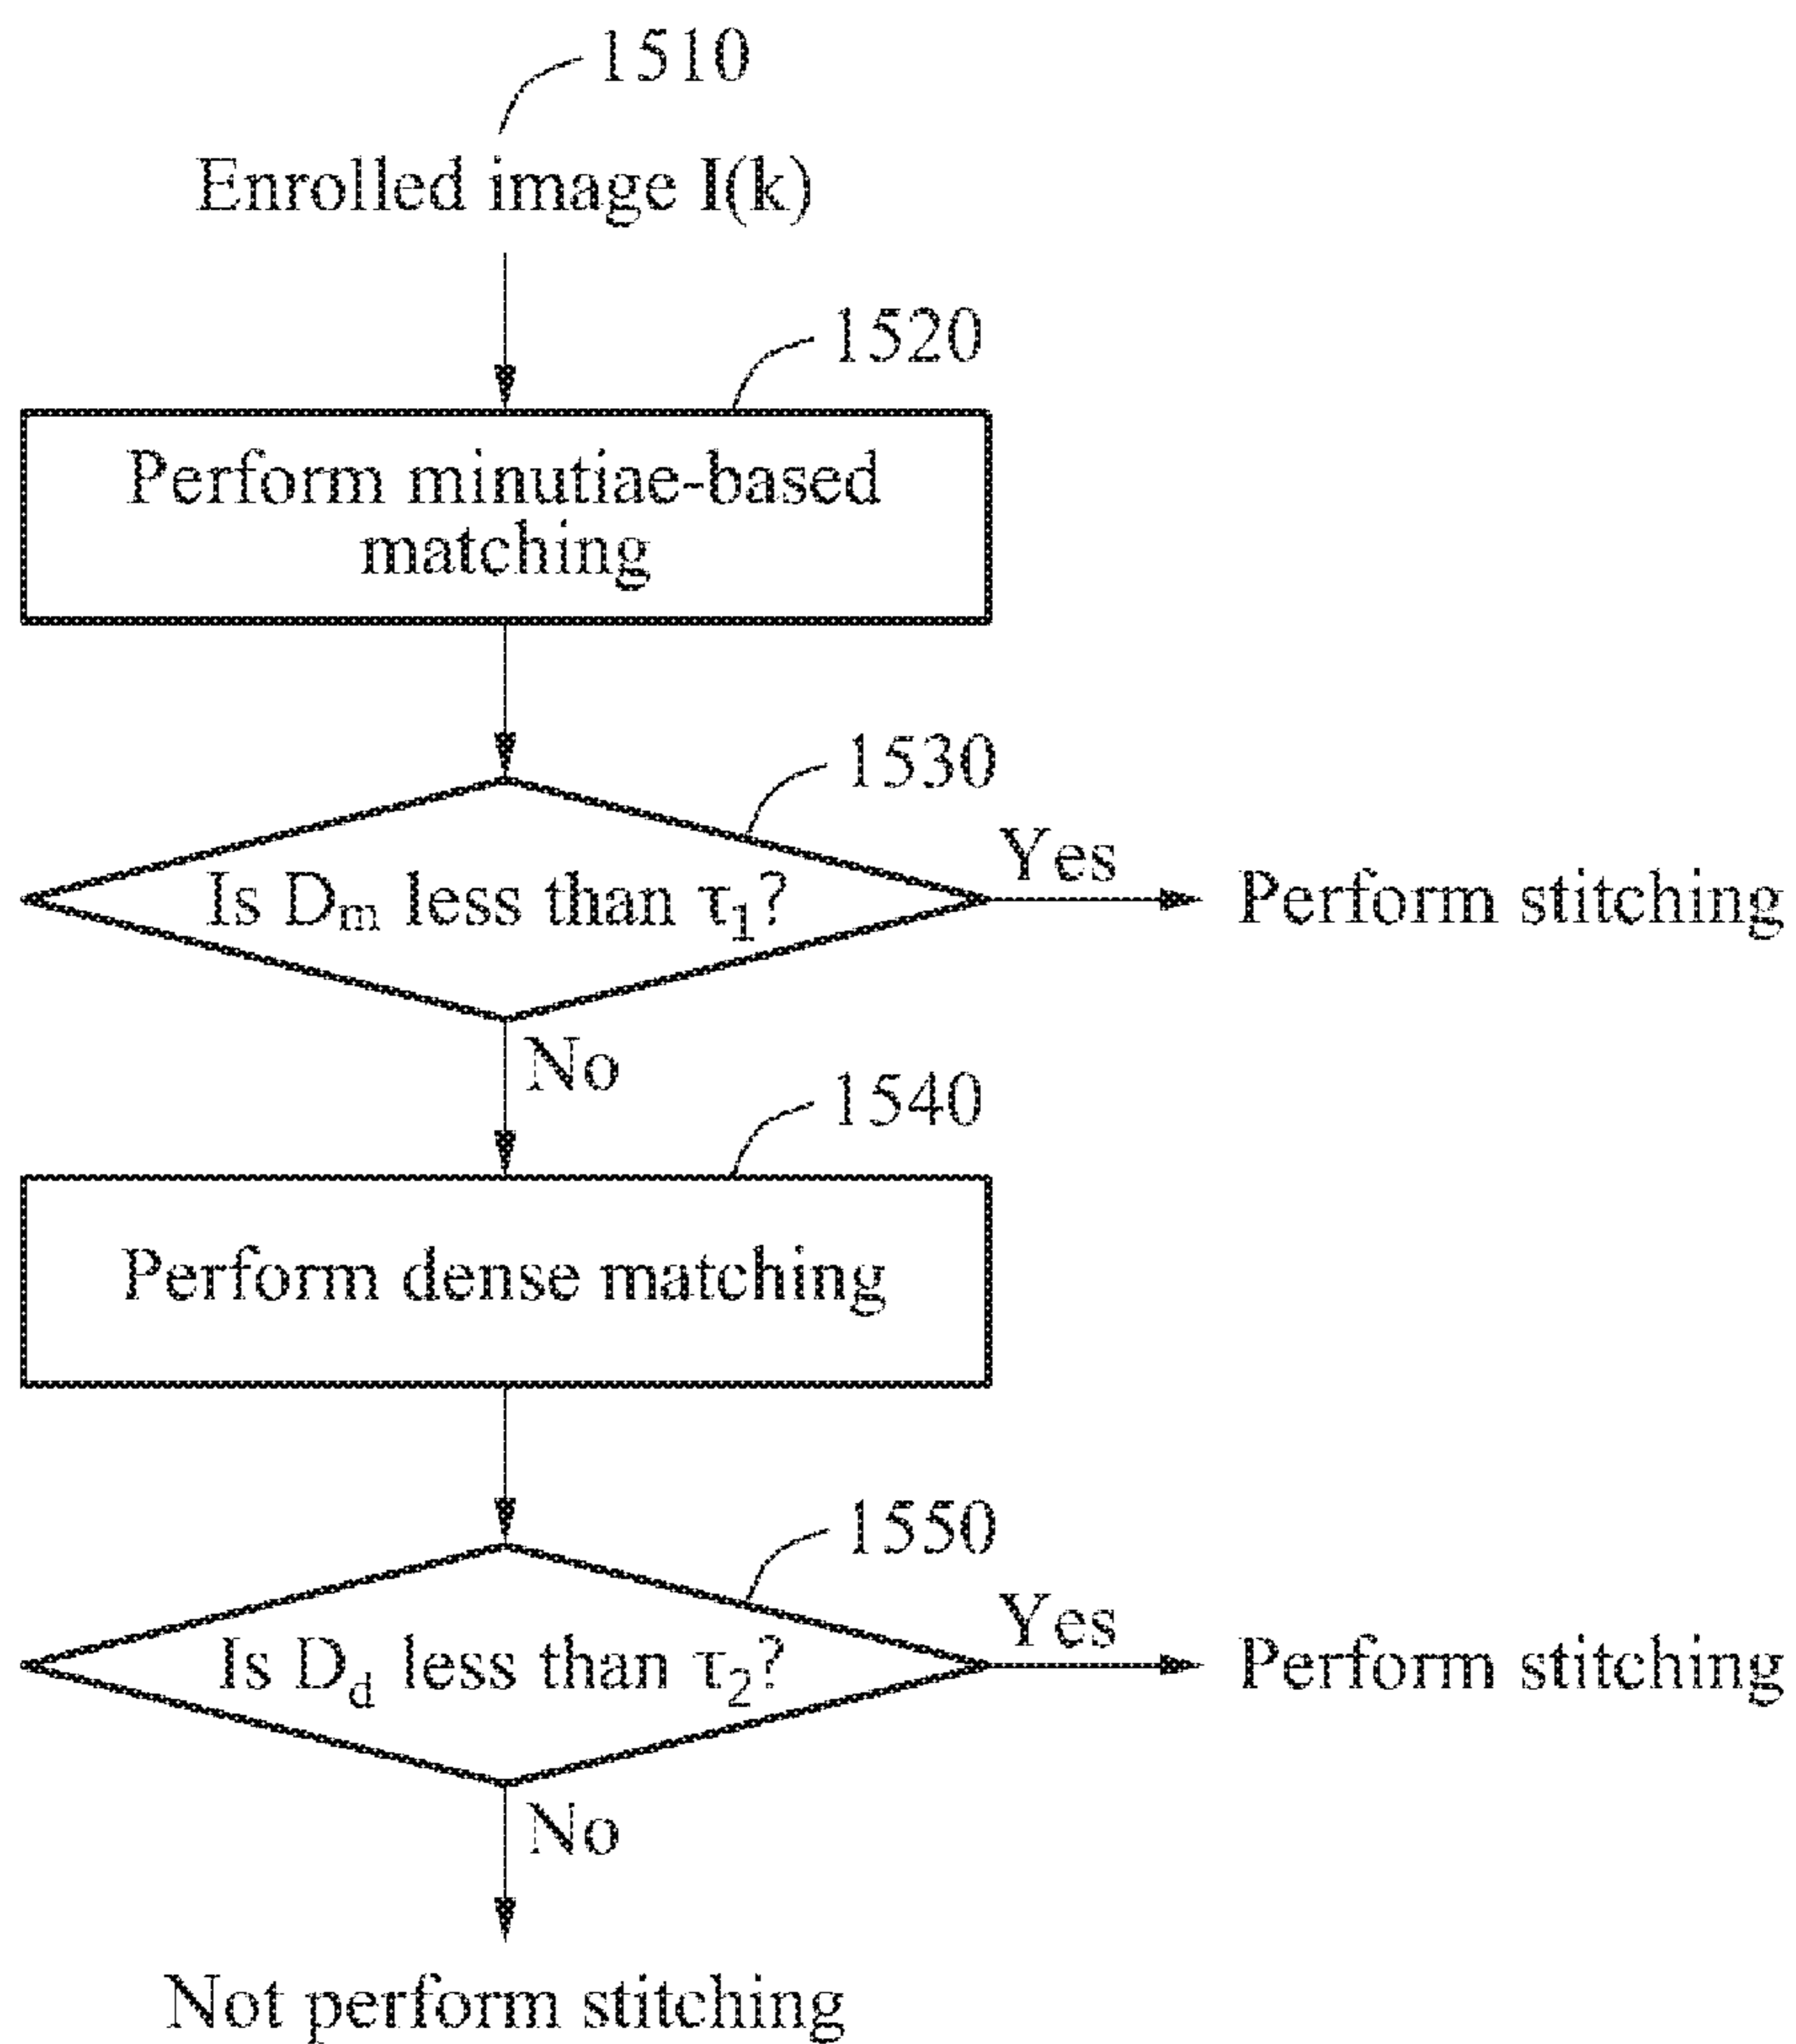 1510
Enrolled image I(k)
1520
Perform minutiae-based
matching
1530
Is Dₘ less than τ₁?
Yes
Perform stitching
No
1540
Perform dense matching
1550
Is D_d less than τ₂?
Yes
Perform stitching
No
Not perform stitching